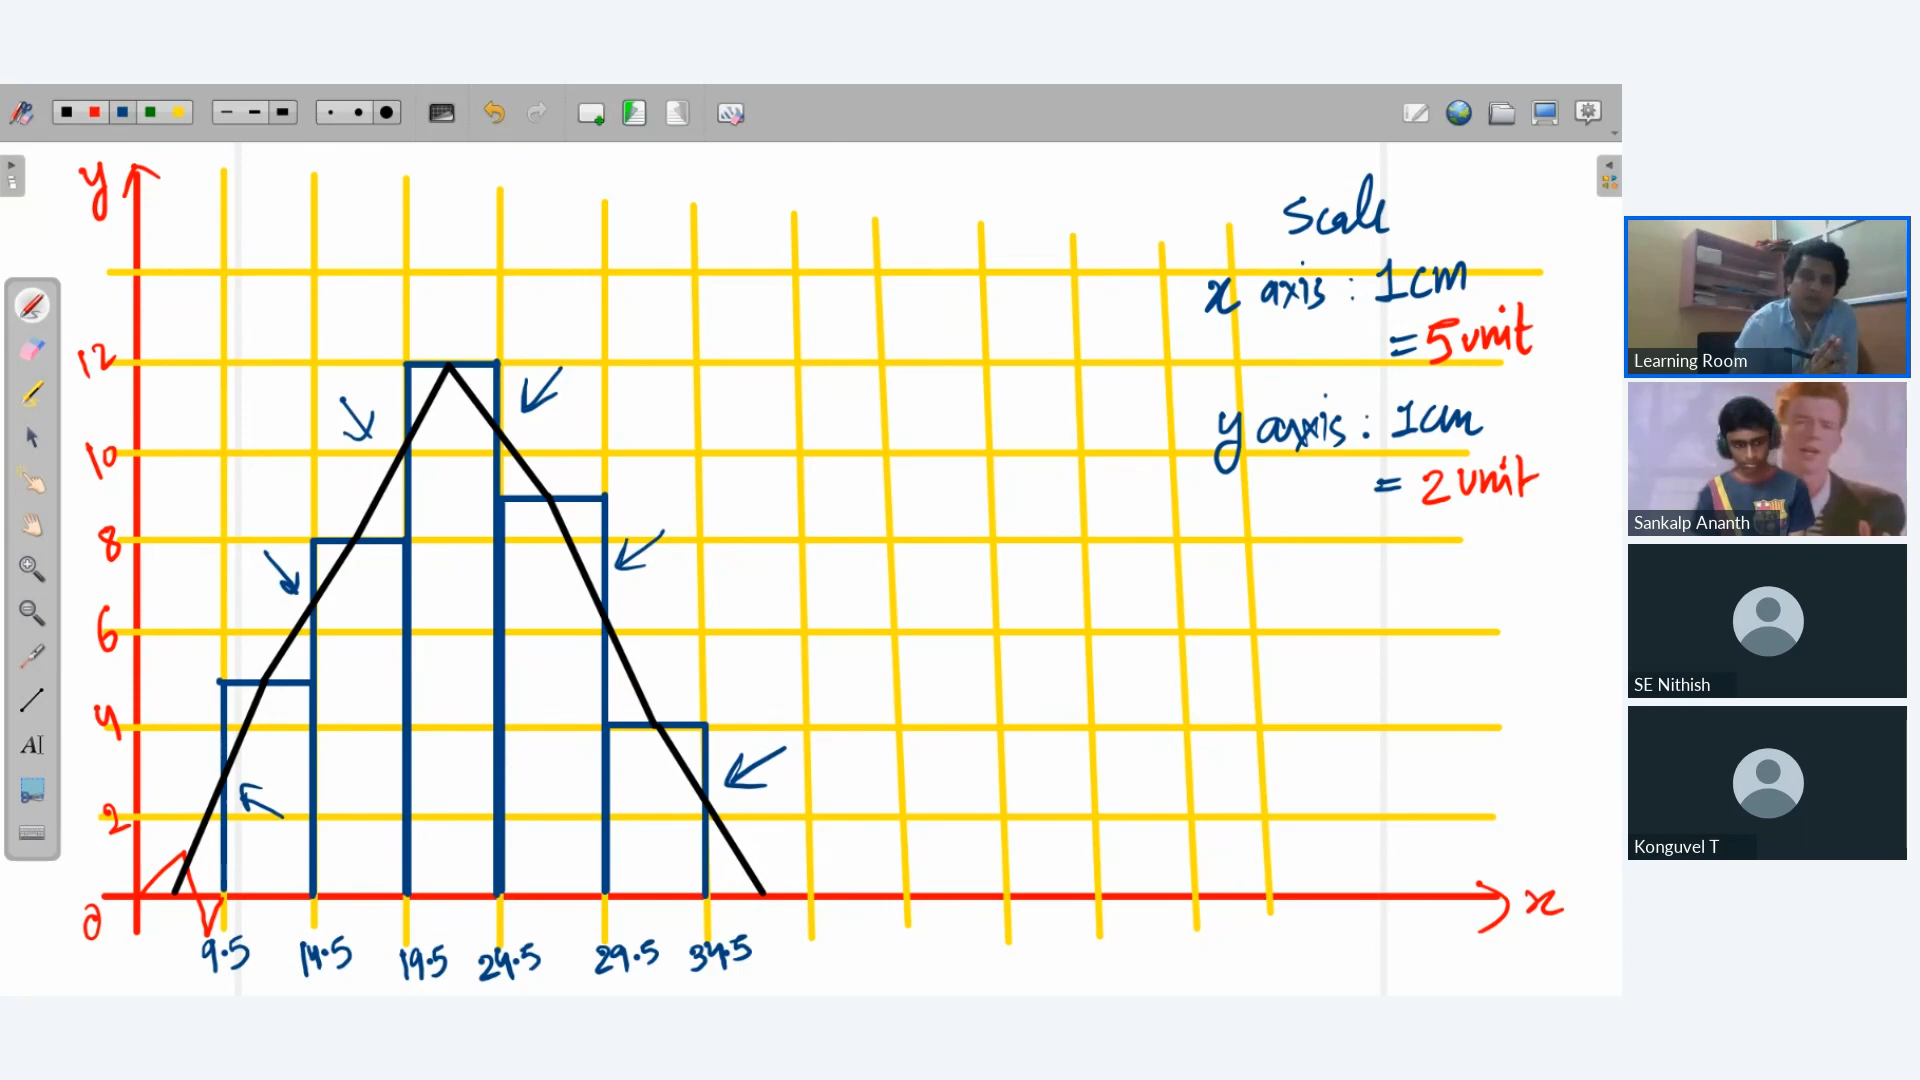 y
Scale
x axis : 1cm
= 5 unit
y axis : 1cm
= 2 unit
12
10
8
6
4
2
0
x
9.5 14.5 19.5 24.5 29.5 34.5
AI
Learning Room
Sankalp Ananth
SE Nithish
Konguvel T